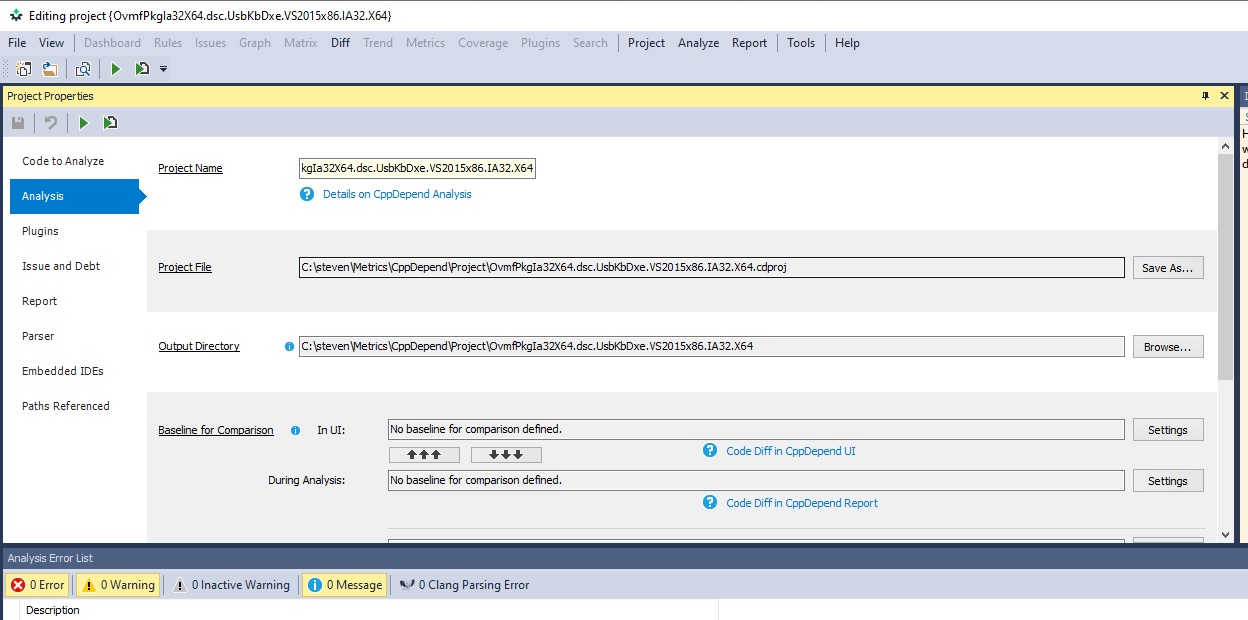 Editing project {OvmfPkgIa32X64.dsc.UsbKbDxe.VS2015x86.IA32.X64}
File View Dashboard Rules Issues Graph Matrix Diff Trend Metrics Coverage Plugins Search Project Analyze Report Tools Help
Project Properties
Code to Analyze
Analysis
Plugins
Issue and Debt
Report
Parser
Embedded IDEs
Paths Referenced
Project Name kgIa32X64.dsc.UsbKbDxe.VS2015x86.IA32.X64
Details on CppDepend Analysis
Project File C:\steven\Metrics\CppDepend\Project\OvmfPkgIa32X64.dsc.UsbKbDxe.VS2015x86.IA32.X64.cdproj Save As...
Output Directory C:\steven\Metrics\CppDepend\Project\OvmfPkgIa32X64.dsc.UsbKbDxe.VS2015x86.IA32.X64 Browse...
Baseline for Comparison In UI: No baseline for comparison defined. Settings
Code Diff in CppDepend UI
During Analysis: No baseline for comparison defined. Settings
Code Diff in CppDepend Report
Analysis Error List
0 Error 0 Warning 0 Inactive Warning 0 Message 0 Clang Parsing Error
Description